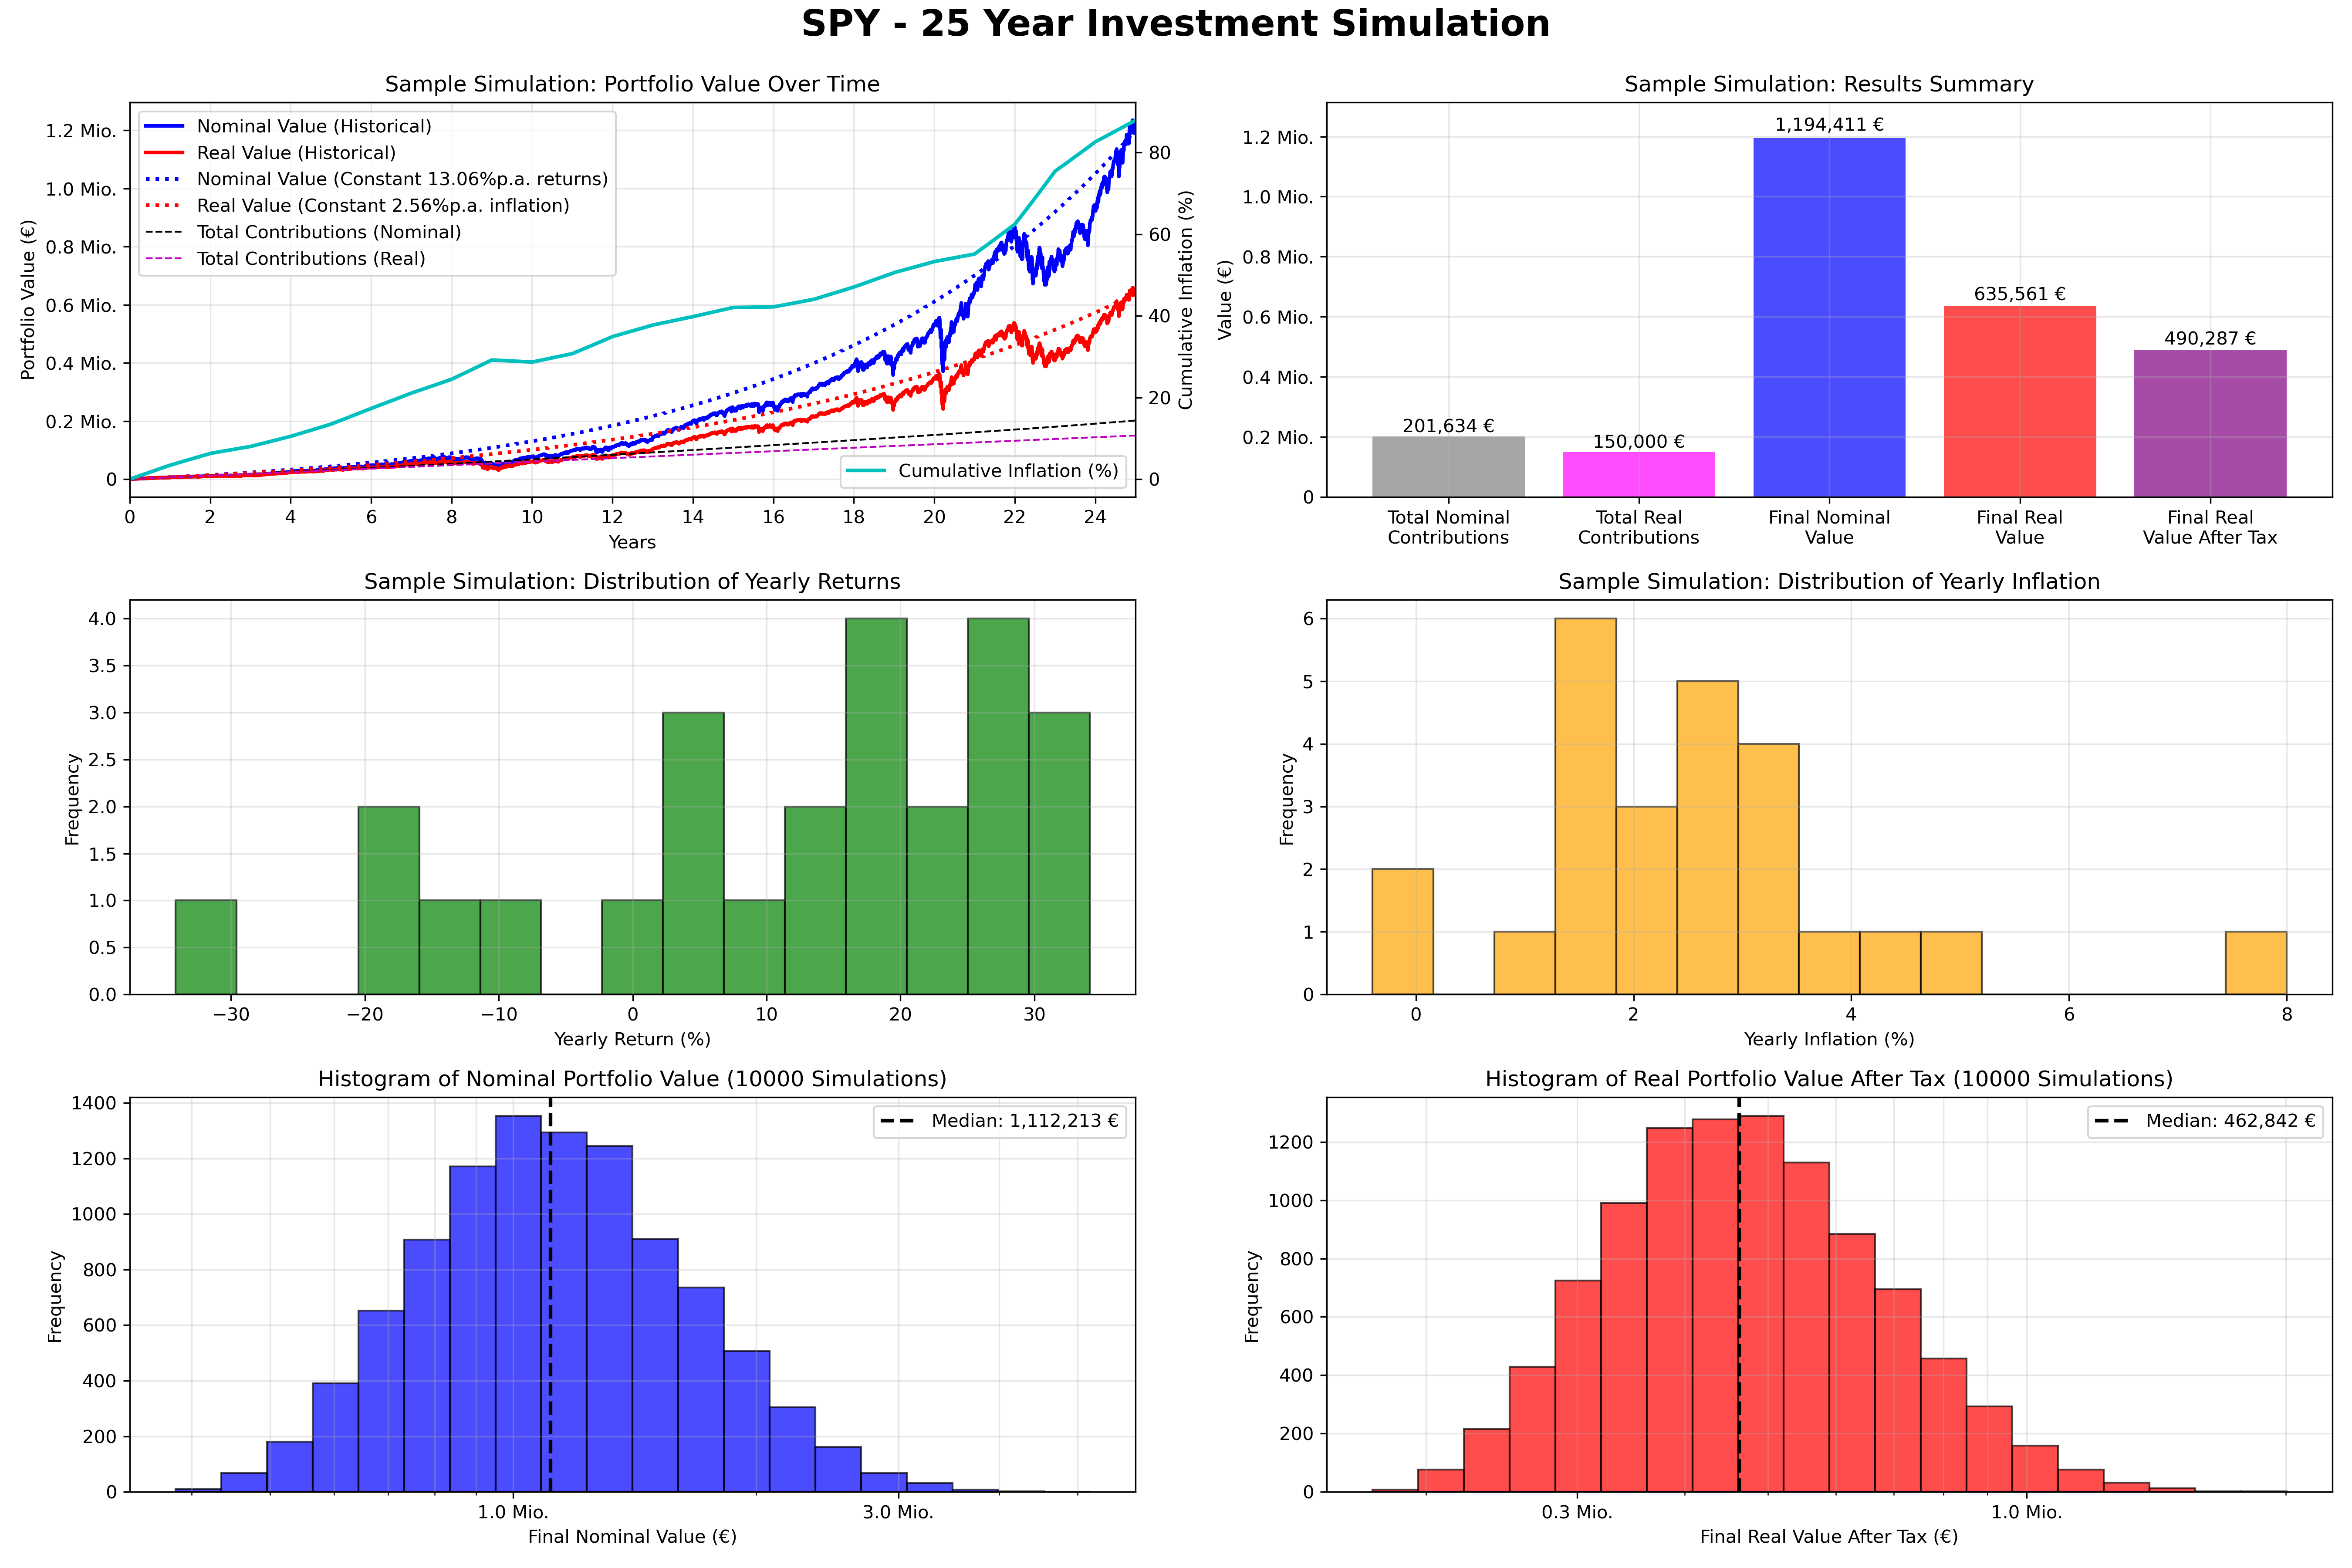 SPY - 25 Year Investment Simulation
Sample Simulation: Portfolio Value Over Time
Nominal Value (Historical)
Real Value (Historical)
Nominal Value (Constant 13.06%p.a. returns)
Real Value (Constant 2.56%p.a. inflation)
Total Contributions (Nominal)
Total Contributions (Real)
Cumulative Inflation (%)
Portfolio Value (€)
1.2 Mio.
1.0 Mio.
0.8 Mio.
0.6 Mio.
0.4 Mio.
0.2 Mio.
0
Cumulative Inflation (%)
80
60
40
20
0
0 2 4 6 8 10 12 14 16 18 20 22 24
Years
Sample Simulation: Results Summary
Value (€)
1.2 Mio.
1.0 Mio.
0.8 Mio.
0.6 Mio.
0.4 Mio.
0.2 Mio.
0
201,634 €
150,000 €
1,194,411 €
635,561 €
490,287 €
Total Nominal
Contributions
Total Real
Contributions
Final Nominal
Value
Final Real
Value
Final Real
Value After Tax
Sample Simulation: Distribution of Yearly Returns
Frequency
4.0
3.5
3.0
2.5
2.0
1.5
1.0
0.5
0.0
−30 −20 −10 0 10 20 30
Yearly Return (%)
Sample Simulation: Distribution of Yearly Inflation
Frequency
6
5
4
3
2
1
0
0 2 4 6 8
Yearly Inflation (%)
Histogram of Nominal Portfolio Value (10000 Simulations)
Median: 1,112,213 €
Frequency
1400
1200
1000
800
600
400
200
0
1.0 Mio. 3.0 Mio.
Final Nominal Value (€)
Histogram of Real Portfolio Value After Tax (10000 Simulations)
Median: 462,842 €
Frequency
1200
1000
800
600
400
200
0
0.3 Mio. 1.0 Mio.
Final Real Value After Tax (€)